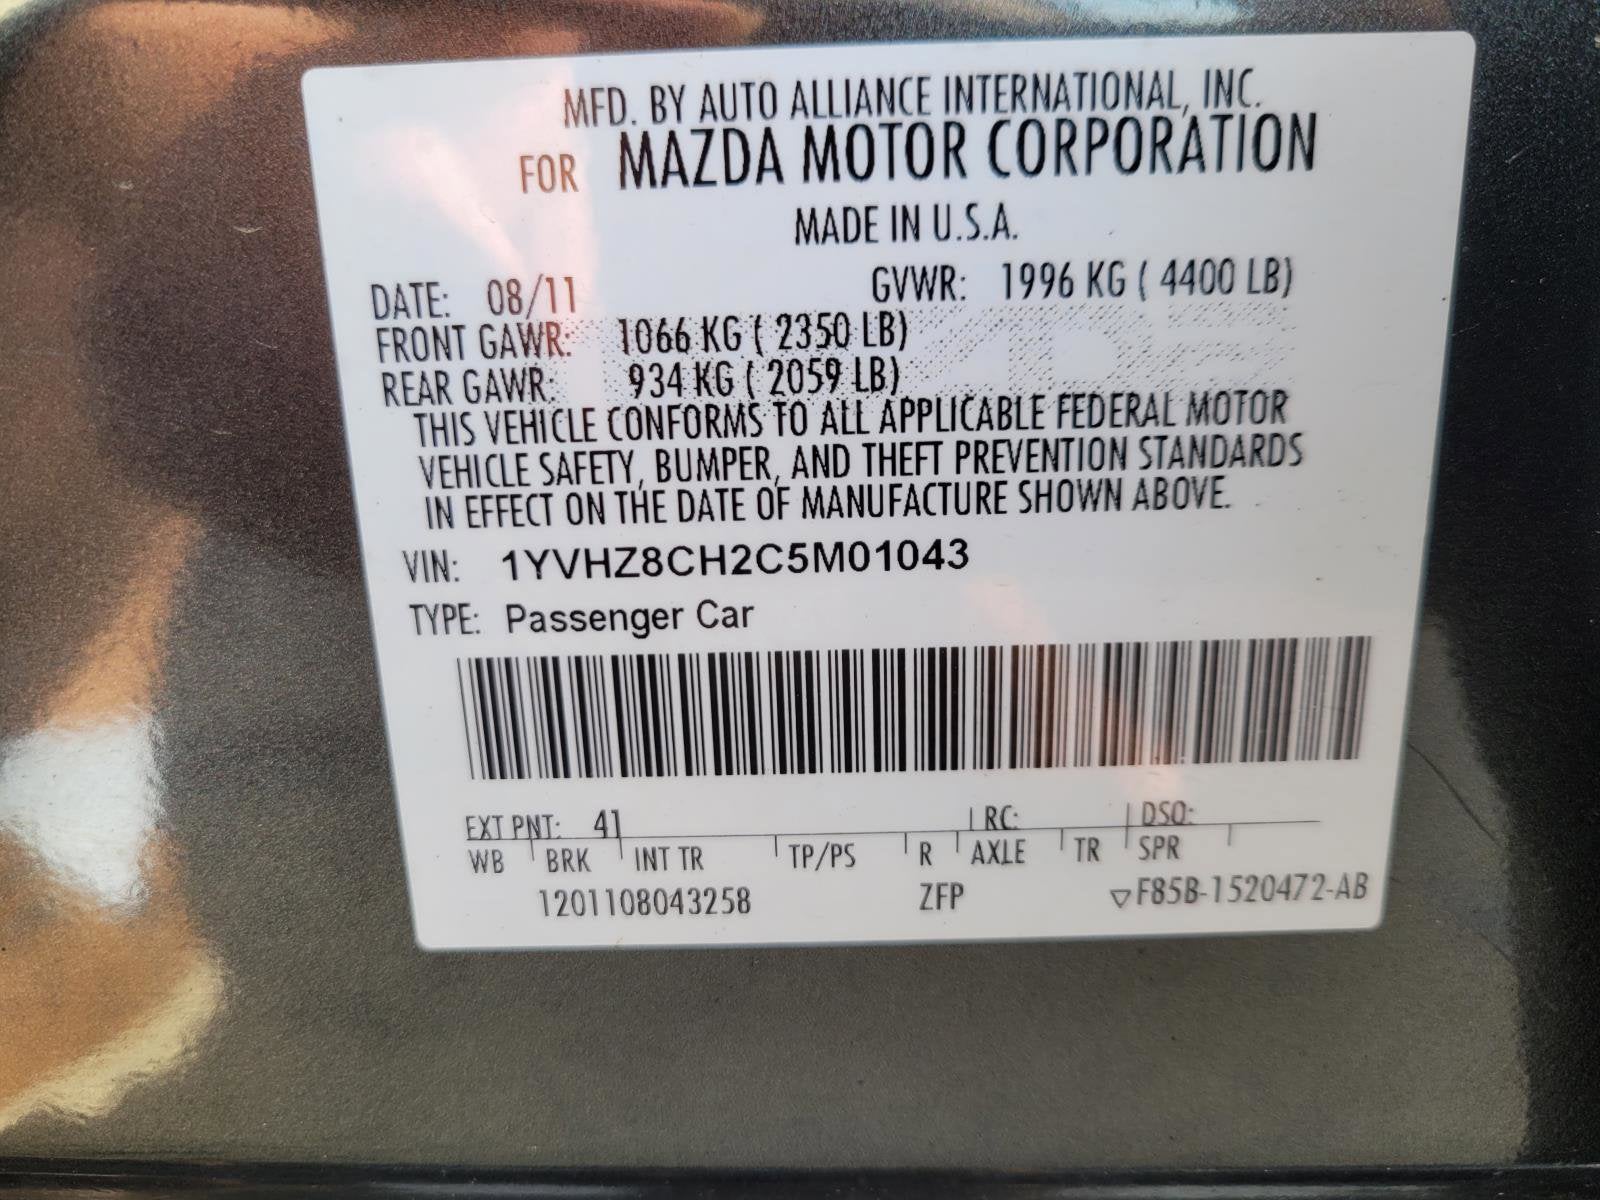 MFD. BY AUTO ALLIANCE INTERNATIONAL, INC.
FOR MAZDA MOTOR CORPORATION
MADE IN U.S.A.
DATE: 08/11 GVWR: 1996 KG ( 4400 LB)
FRONT GAWR: 1066 KG ( 2350 LB)
REAR GAWR: 934 KG ( 2059 LB)
THIS VEHICLE CONFORMS TO ALL APPLICABLE FEDERAL MOTOR
VEHICLE SAFETY, BUMPER, AND THEFT PREVENTION STANDARDS
IN EFFECT ON THE DATE OF MANUFACTURE SHOWN ABOVE.
VIN: 1YVHZ8CH2C5M01043
TYPE: Passenger Car
EXT PNT: 41 RC: DSO:
WB BRK INT TR TP/PS R AXLE TR SPR
1201108043258 ZFP ▽F85B-1520472-AB